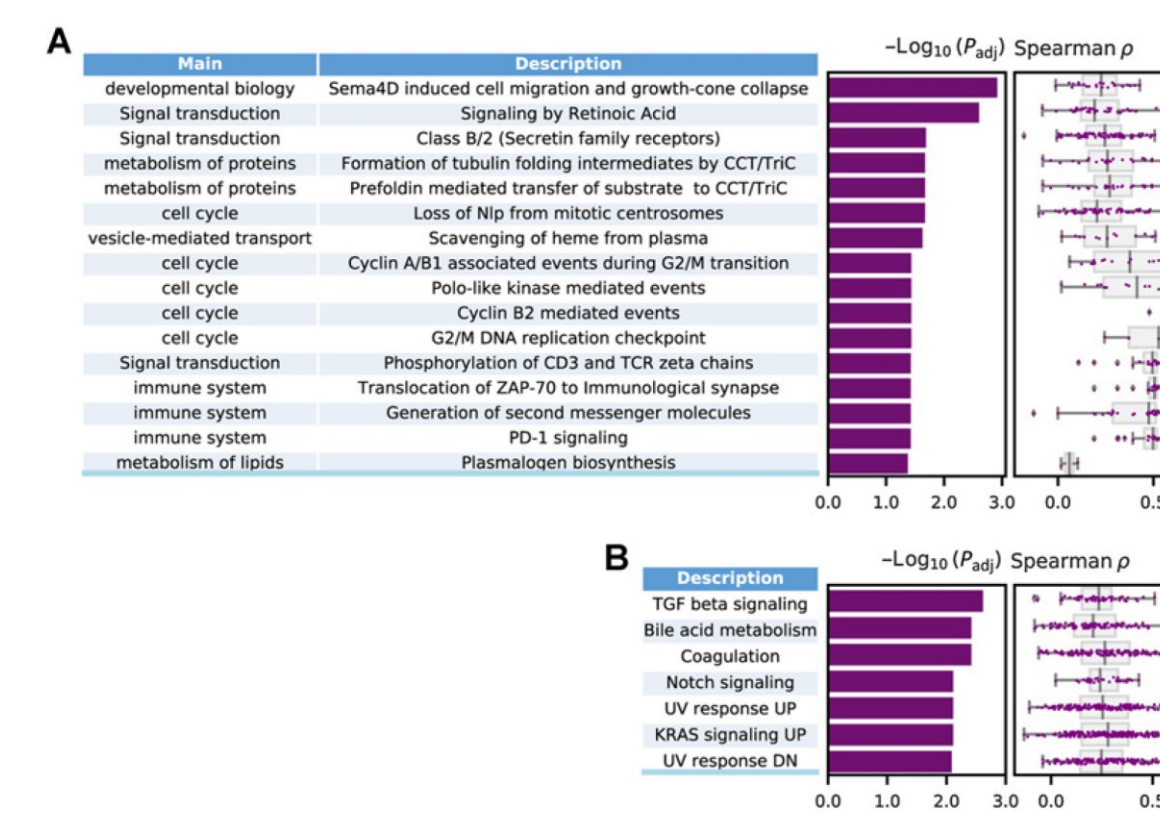 A
–Log10 (Padj) Spearman ρ
Main Description
developmental biology Sema4D induced cell migration and growth-cone collapse
Signal transduction Signaling by Retinoic Acid
Signal transduction Class B/2 (Secretin family receptors)
metabolism of proteins Formation of tubulin folding intermediates by CCT/TriC
metabolism of proteins Prefoldin mediated transfer of substrate to CCT/TriC
cell cycle Loss of Nlp from mitotic centrosomes
vesicle-mediated transport Scavenging of heme from plasma
cell cycle Cyclin A/B1 associated events during G2/M transition
cell cycle Polo-like kinase mediated events
cell cycle Cyclin B2 mediated events
cell cycle G2/M DNA replication checkpoint
Signal transduction Phosphorylation of CD3 and TCR zeta chains
immune system Translocation of ZAP-70 to Immunological synapse
immune system Generation of second messenger molecules
immune system PD-1 signaling
metabolism of lipids Plasmalogen biosynthesis
0.0 1.0 2.0 3.0 0.0 0.5
B
–Log10 (Padj) Spearman ρ
Description
TGF beta signaling
Bile acid metabolism
Coagulation
Notch signaling
UV response UP
KRAS signaling UP
UV response DN
0.0 1.0 2.0 3.0 0.0 0.5